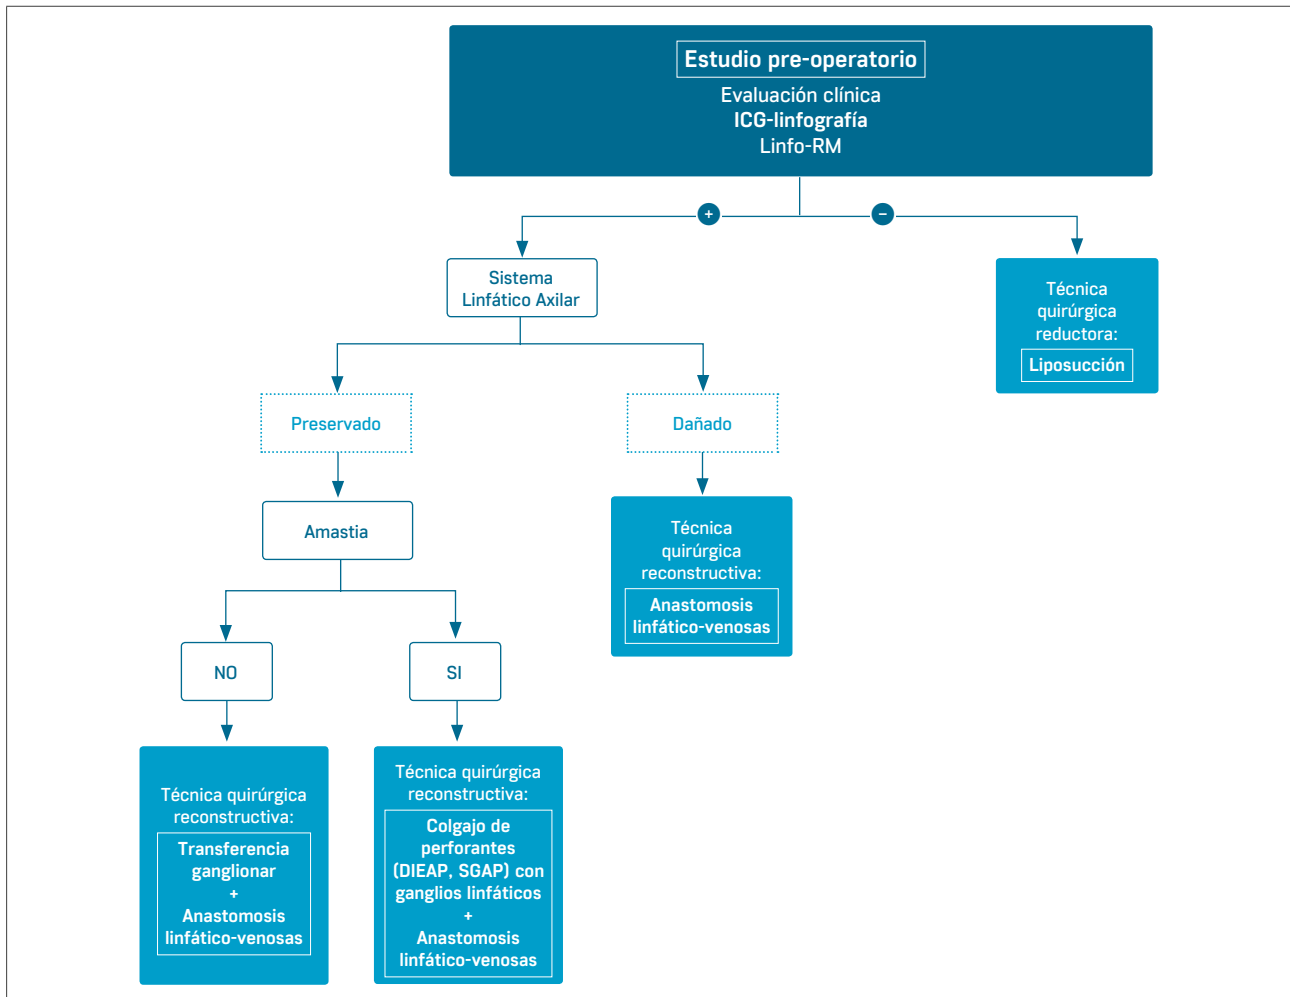 Estudio pre-operatorio
Evaluación clínica
ICG-linfografía
Linfo-RM
+
−
Sistema
Linfático Axilar
Técnica
quirúrgica
reductora:
Liposucción
Preservado
Dañado
Amastia
Técnica
quirúrgica
reconstructiva:
Anastomosis
linfático-venosas
NO
SI
Técnica quirúrgica
reconstructiva:
Transferencia
ganglionar
+
Anastomosis
linfático-venosas
Técnica quirúrgica
reconstructiva:
Colgajo de
perforantes
(DIEAP, SGAP) con
ganglios linfáticos
+
Anastomosis
linfático-venosas